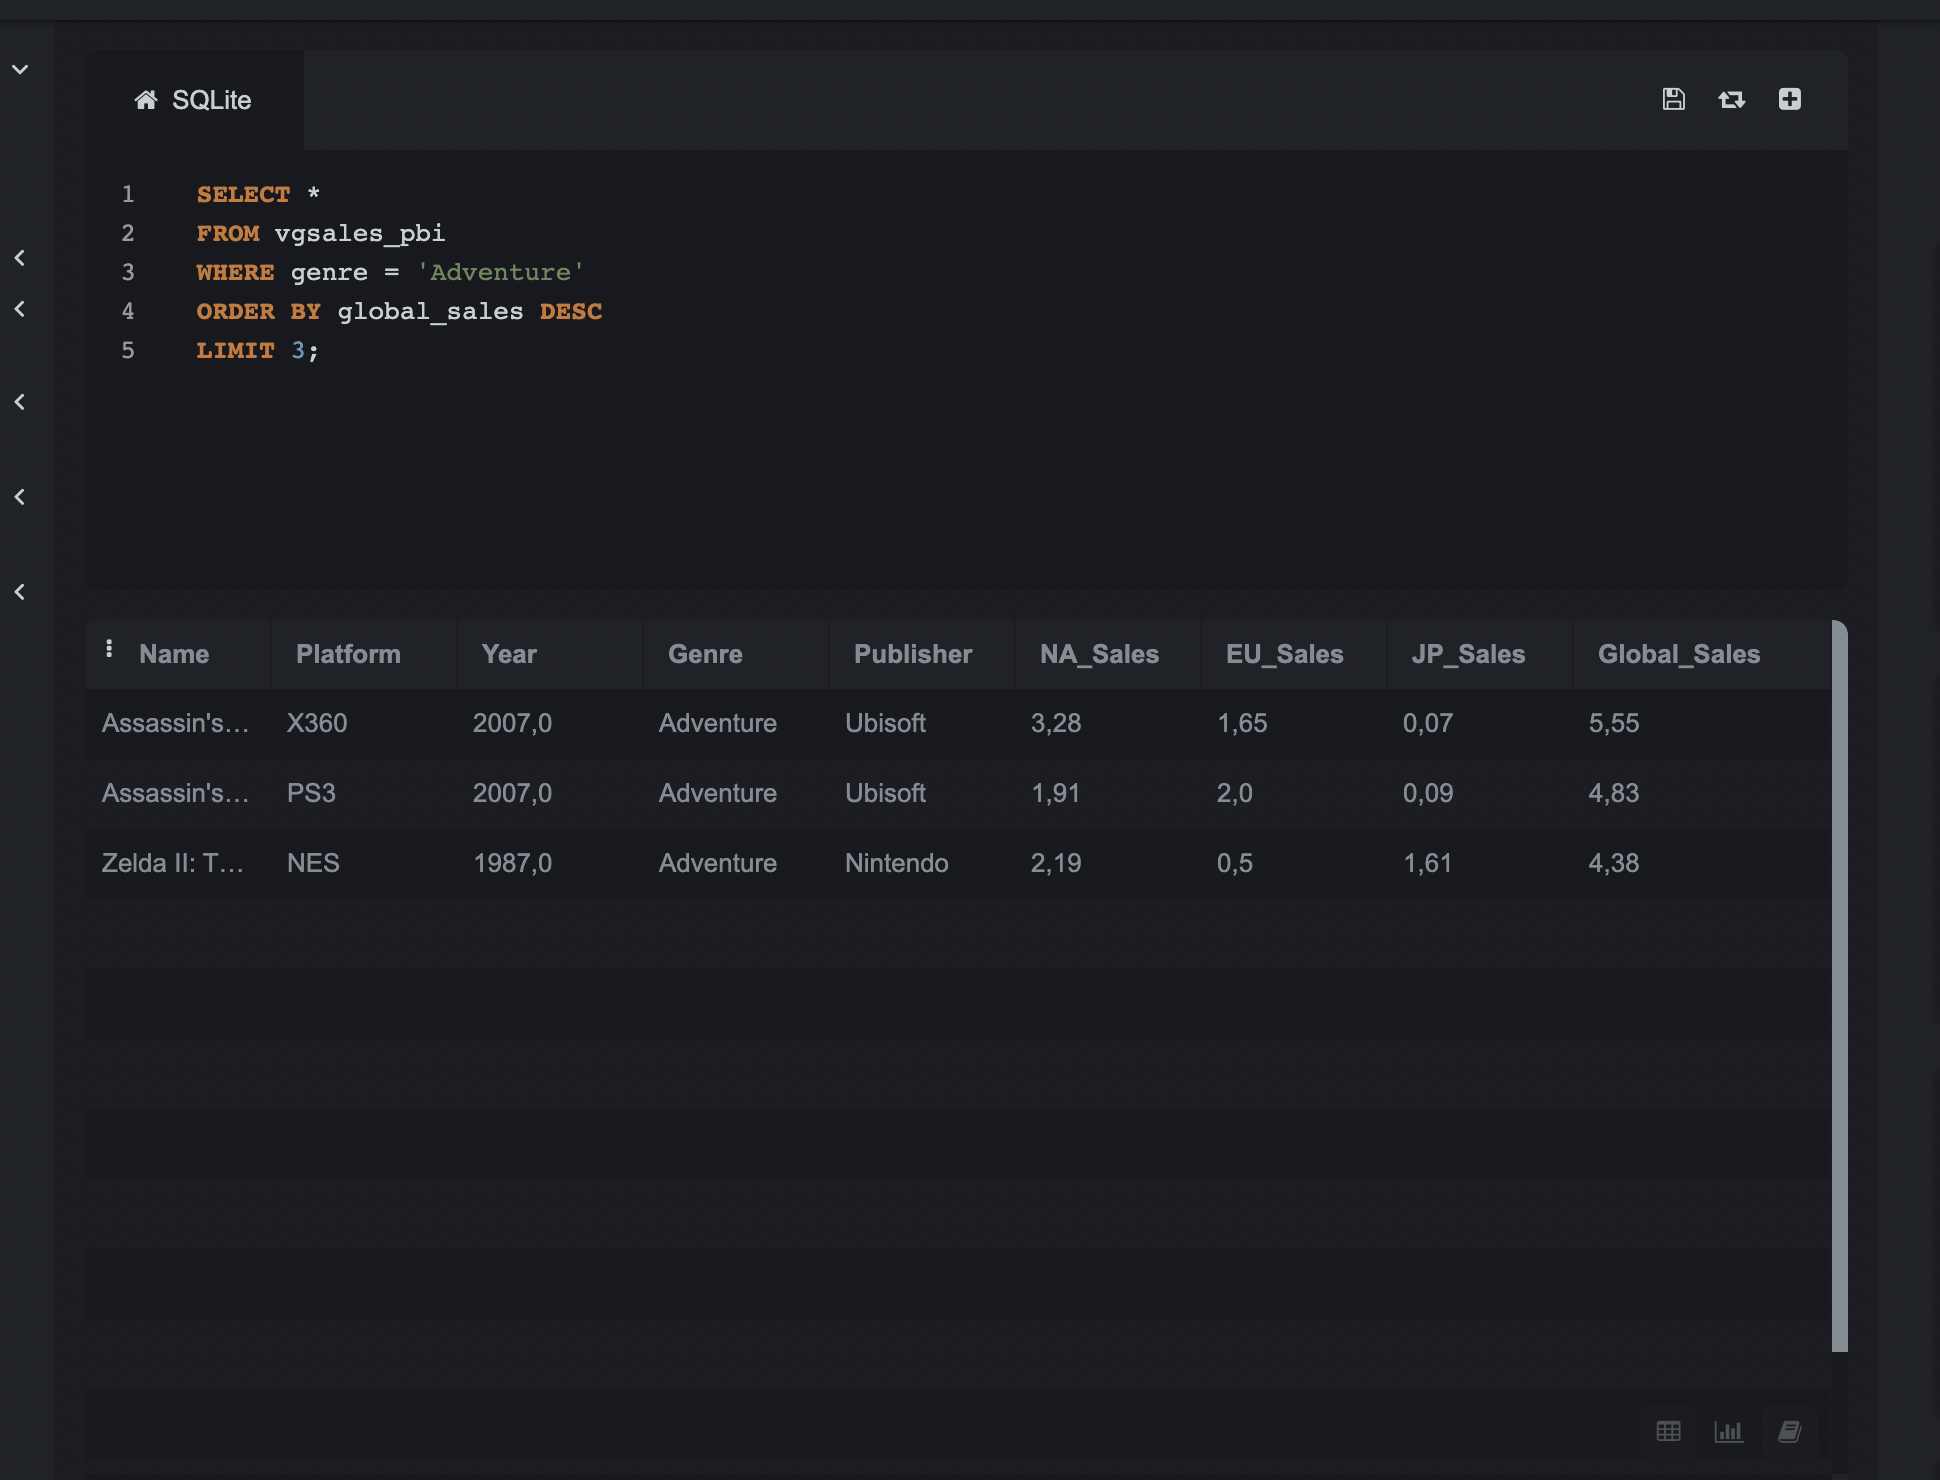 SQLite
1 SELECT *
2 FROM vgsales_pbi
3 WHERE genre = 'Adventure'
4 ORDER BY global_sales DESC
5 LIMIT 3;
Name Platform Year Genre Publisher NA_Sales EU_Sales JP_Sales Global_Sales
Assassin's... X360 2007,0 Adventure Ubisoft 3,28 1,65 0,07 5,55
Assassin's... PS3 2007,0 Adventure Ubisoft 1,91 2,0 0,09 4,83
Zelda II: T... NES 1987,0 Adventure Nintendo 2,19 0,5 1,61 4,38